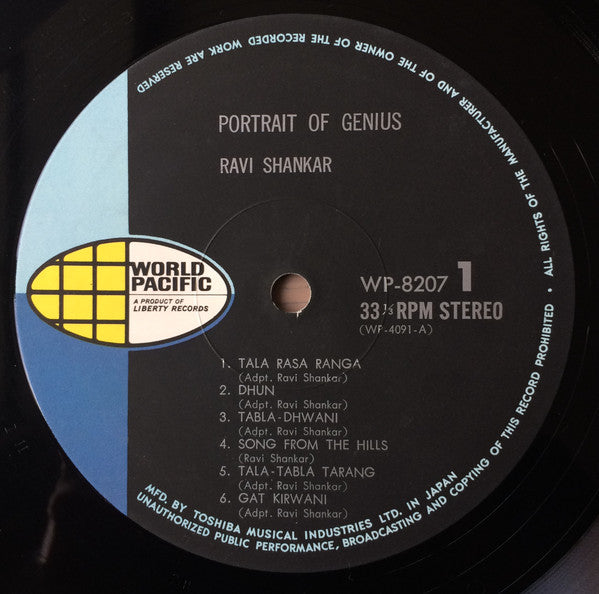 PORTRAIT OF GENIUS
RAVI SHANKAR
WORLD
PACIFIC
A PRODUCT OF
LIBERTY RECORDS
WP-8207 1
33⅓ RPM STEREO
(WP-4091-A)
1. TALA RASA RANGA
(Adpt. Ravi Shankar)
2. DHUN
(Adpt. Ravi Shankar)
3. TABLA-DHWANI
(Adpt. Ravi Shankar)
4. SONG FROM THE HILLS
(Ravi Shankar)
5. TALA-TABLA TARANG
(Adpt. Ravi Shankar)
6. GAT KIRWANI
(Adpt. Ravi Shankar)
MFD. BY TOSHIBA MUSICAL INDUSTRIES LTD. IN JAPAN
UNAUTHORIZED PUBLIC PERFORMANCE, BROADCASTING AND COPYING OF THIS RECORD PROHIBITED • ALL RIGHTS OF THE MANUFACTURER AND OF THE OWNER OF THE RECORDED WORK ARE RESERVED